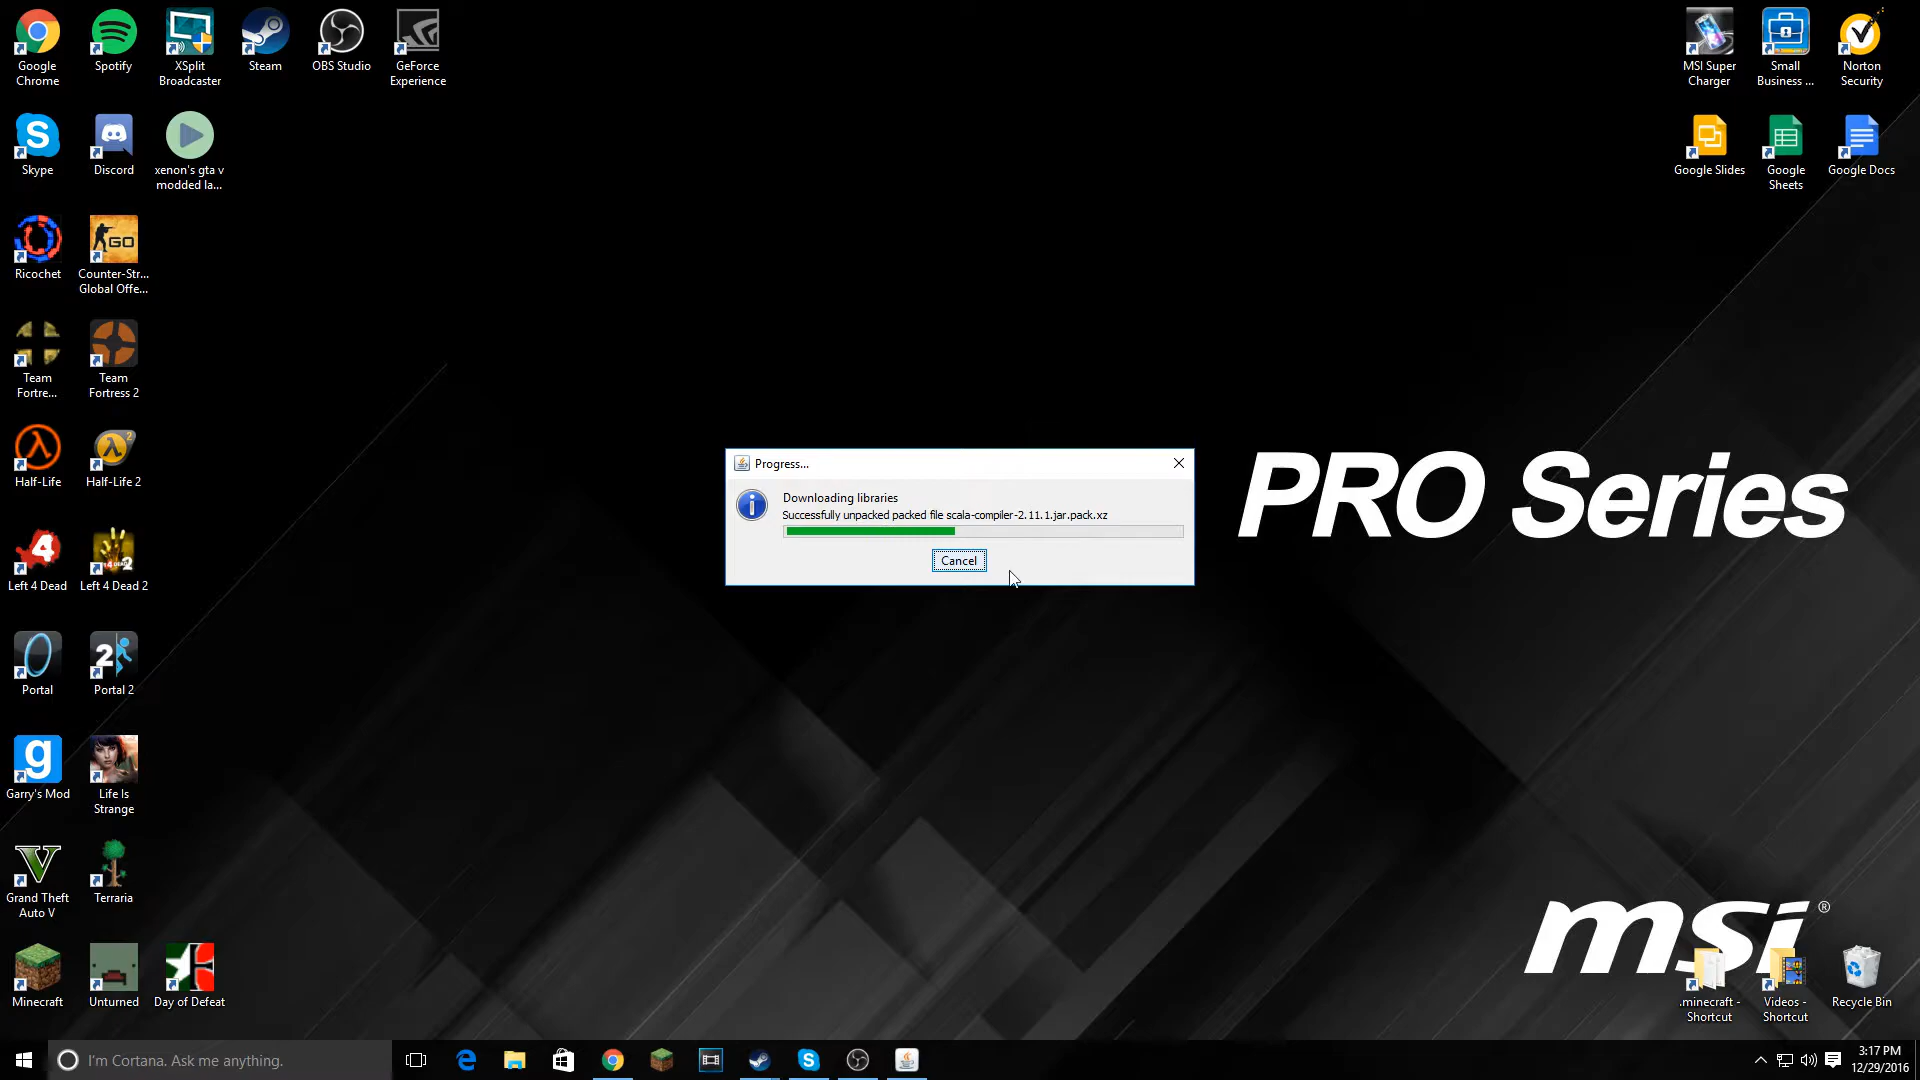 Google
Chrome
Spotify
XSplit
Broadcaster
Steam
OBS Studio
GeForce
Experience
MSI Super
Charger
Small
Business ...
Norton
Security
Skype
Discord
xenon's gta v
modded la...
Google Slides
Google
Sheets
Google Docs
Ricochet
GO
Counter-Str...
Global Offe...
Team
Fortre...
Team
Fortress 2
Half-Life
2
Half-Life 2
Progress...
Downloading libraries
Successfully unpacked packed file scala-compiler-2.11.1.jar.pack.xz
Cancel
PRO Series
4
Left 4 Dead
2
Left 4 Dead 2
Portal
2
Portal 2
g
Garry's Mod
Life Is
Strange
V
Grand Theft
Auto V
Terraria
msi®
Minecraft
Unturned
Day of Defeat
.minecraft -
Shortcut
Videos -
Shortcut
Recycle Bin
I'm Cortana. Ask me anything.
3:17 PM
12/29/2016